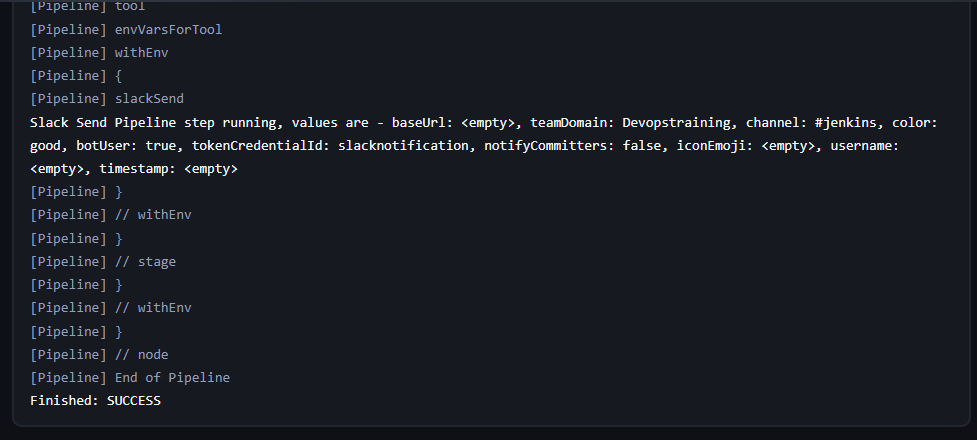 [Pipeline] tool
[Pipeline] envVarsForTool
[Pipeline] withEnv
[Pipeline] {
[Pipeline] slackSend
Slack Send Pipeline step running, values are - baseUrl: <empty>, teamDomain: Devopstraining, channel: #jenkins, color:
good, botUser: true, tokenCredentialId: slacknotification, notifyCommitters: false, iconEmoji: <empty>, username:
<empty>, timestamp: <empty>
[Pipeline] }
[Pipeline] // withEnv
[Pipeline] }
[Pipeline] // stage
[Pipeline] }
[Pipeline] // withEnv
[Pipeline] }
[Pipeline] // node
[Pipeline] End of Pipeline
Finished: SUCCESS